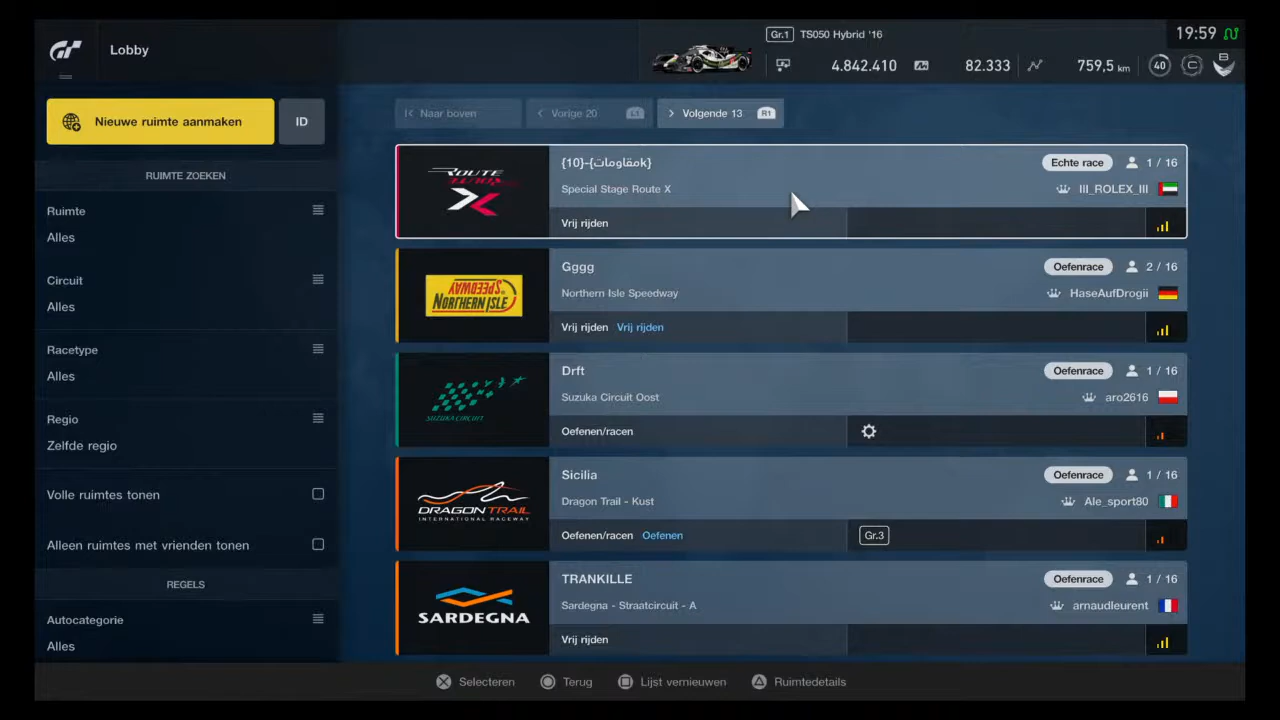 Lobby
Gr.1 TS050 Hybrid '16
19:59
4.842.410
82.333
759,5 km
40
B
Nieuwe ruimte aanmaken
ID
RUIMTE ZOEKEN
Ruimte
Alles
Circuit
Alles
Racetype
Alles
Regio
Zelfde regio
Volle ruimtes tonen
Alleen ruimtes met vrienden tonen
REGELS
Autocategorie
Alles
Naar boven
Vorige 20 L1
Volgende 13 R1
ROUTE X
{10}-{مقاومات‎k}
Echte race 1 / 16
Special Stage Route X
III_ROLEX_III
Vrij rijden
NORTHERN ISLE SPEEDWAY
Gggg
Oefenrace 2 / 16
Northern Isle Speedway
HaseAufDrogii
Vrij rijden Vrij rijden
SUZUKA CIRCUIT
Drft
Oefenrace 1 / 16
Suzuka Circuit Oost
aro2616
Oefenen/racen
DRAGON TRAIL
INTERNATIONAL RACEWAY
Sicilia
Oefenrace 1 / 16
Dragon Trail - Kust
Ale_sport80
Oefenen/racen Oefenen
Gr.3
SARDEGNA
TRANKILLE
Oefenrace 1 / 16
Sardegna - Straatcircuit - A
arnaudleurent
Vrij rijden
Selecteren
Terug
Lijst vernieuwen
Ruimtedetails